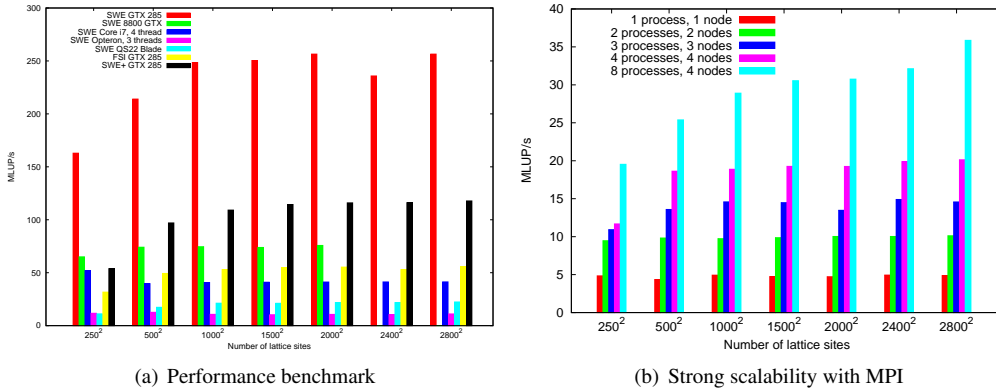 300
250
200
150
100
50
0
MLUP/s
SWE GTX 285
SWE 8800 GTX
SWE Core i7, 4 thread
SWE Opteron, 3 threads
SWE QS22 Blade
FSI GTX 285
SWE+ GTX 285
250² 500² 1000² 1500² 2000² 2400² 2800²
Number of lattice sites
(a) Performance benchmark
40
35
30
25
20
15
10
5
0
MLUP/s
1 process, 1 node
2 processes, 2 nodes
3 processes, 3 nodes
4 processes, 4 nodes
8 processes, 4 nodes
250² 500² 1000² 1500² 2000² 2400² 2800²
Number of lattice sites
(b) Strong scalability with MPI